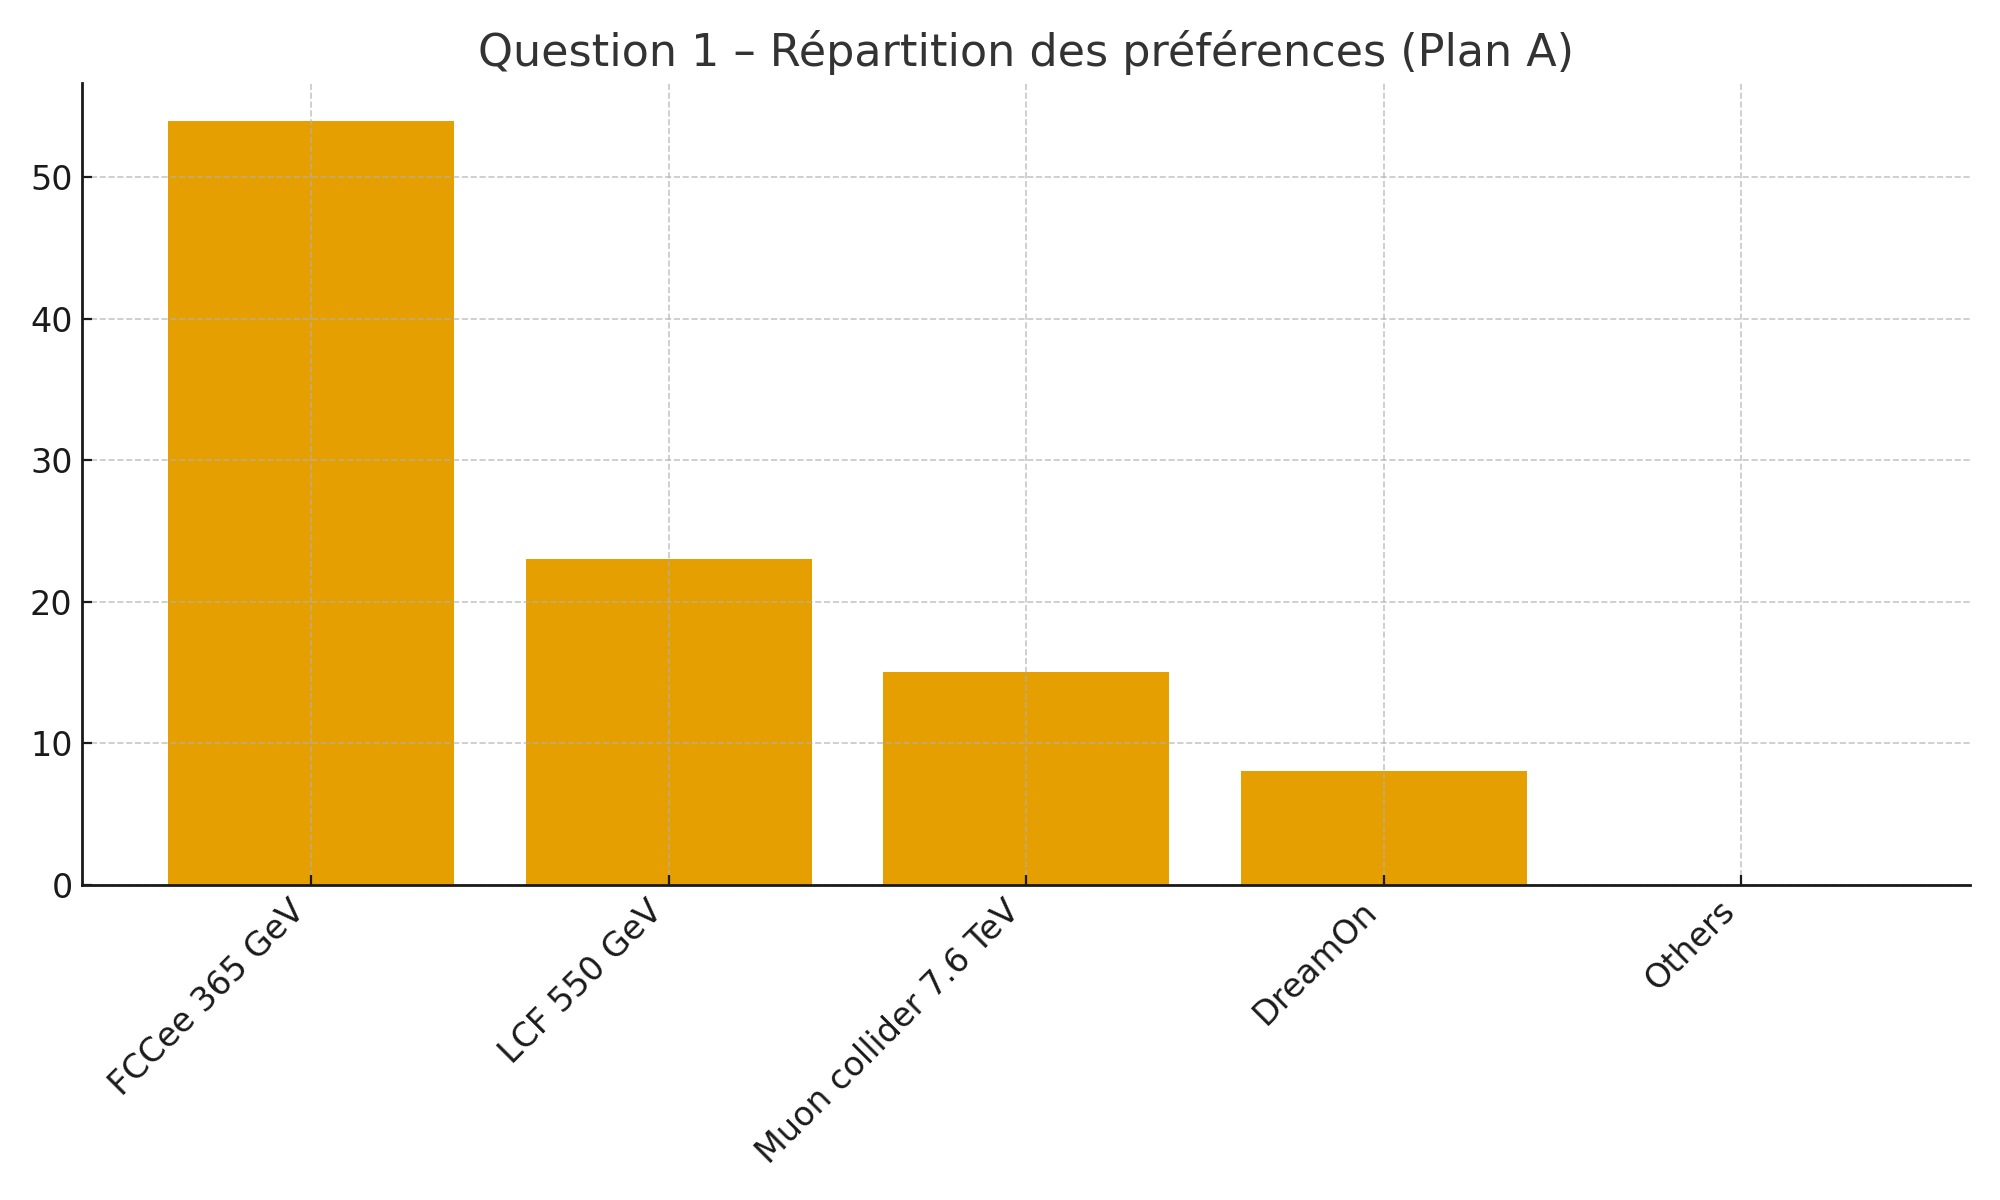 Question 1 – Répartition des préférences (Plan A)
50
40
30
20
10
0
FCCee 365 GeV
LCF 550 GeV
Muon collider 7.6 TeV
DreamOn
Others